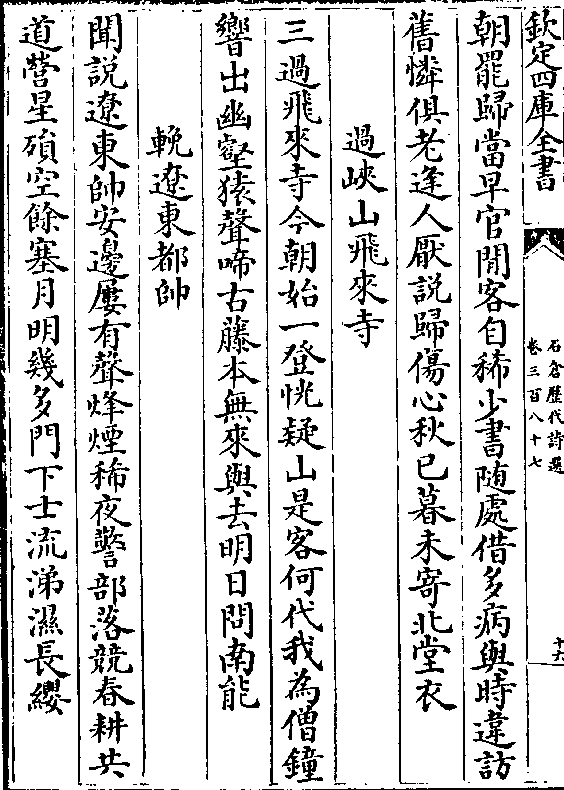 欽定四庫全書
石倉歷代詩選
卷三百八十七
十六
朝罷歸當早官閒客自稀少書随處借多病與時違訪
舊憐俱老逢人厭説歸傷心秋已暮未寄北堂衣
過峽山飛來寺
三過飛來寺今朝始一登恍疑山是客何代我為僧鐘
響出幽壑猿聲啼古藤本無來與去明日問南能
輓遼東都帥
聞説遼東帥安邊屢有聲烽煙稀夜警部落競春耕共
道營星隕空餘塞月明幾多門下士流涕濕長纓